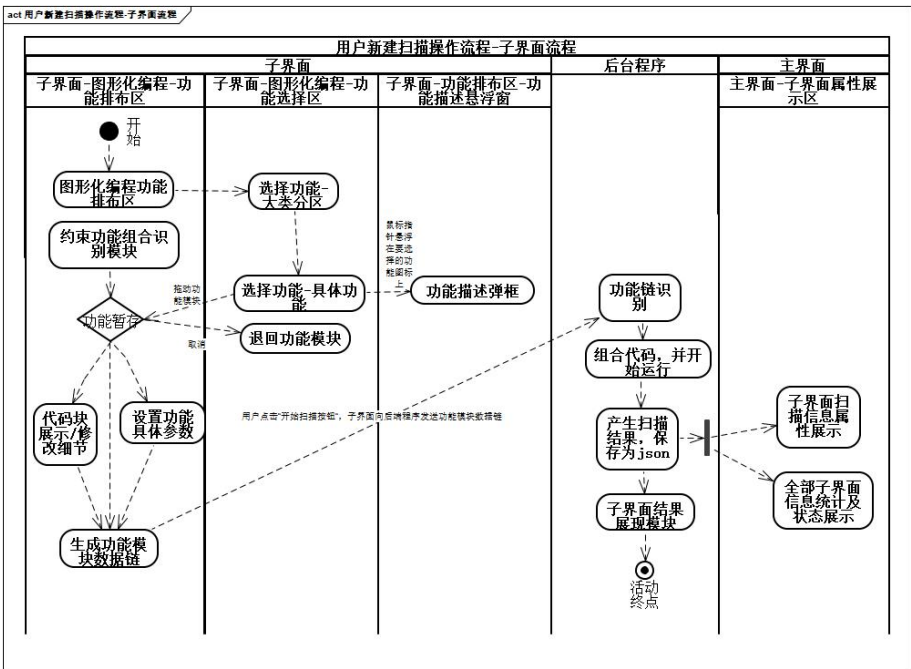 act 用户新建扫描操作流程-子界面流程
用户新建扫描操作流程-子界面流程
子界面
后台程序
主界面
子界面-图形化编程-功
能排布区
子界面-图形化编程-功
能选择区
子界面-功能排布区-功
能描述悬浮窗
主界面-子界面属性展
示区
开
始
图形化编程功能
排布区
选择功能-
大类分区
约束功能组合识
别模块
鼠标指
针悬浮
在要选
择的功
能图标
上
拖动功
能模块
选择功能-具体功
能
功能描述弹框
功能链识
别
功能暂存
取消
退回功能模块
组合代码，并开
始运行
代码块
展示/修
改细节
设置功能
具体参数
用户点击“开始扫描按钮”，子界面向后端程序发送功能模块数据链
产生扫描
结果，保
存为json
子界面扫
描信息属
性展示
全部子界面
信息统计及
状态展示
子界面结果
展现模块
生成功能模
块数据链
活动
终点